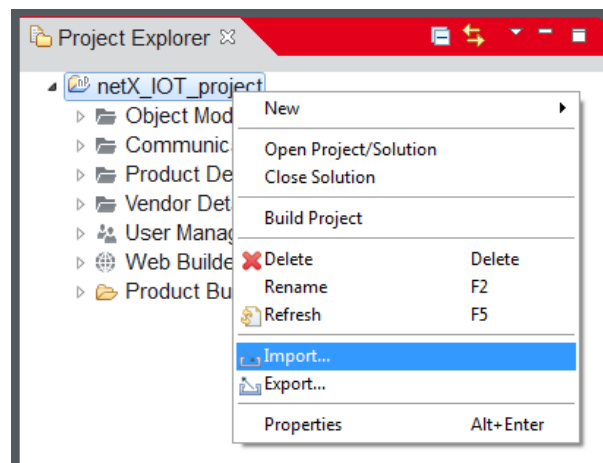 Project Explorer
netX_IOT_project
Object Mod
Communic
Product De
Vendor Det
User Manag
Web Builde
Product Bu
New
Open Project/Solution
Close Solution
Build Project
Delete Delete
Rename F2
Refresh F5
Import...
Export...
Properties Alt+Enter